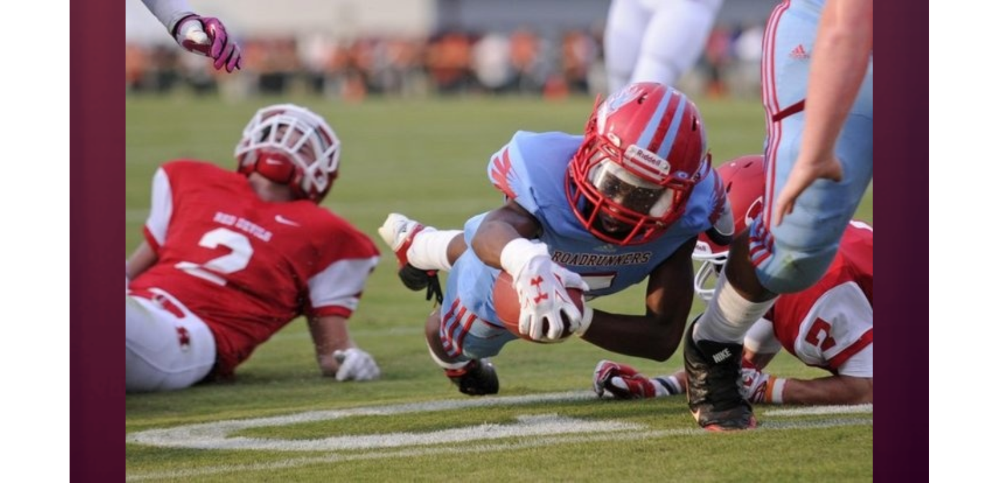 Riddell
RED DEVILS
2
ROADRUNNERS
NIKE
2